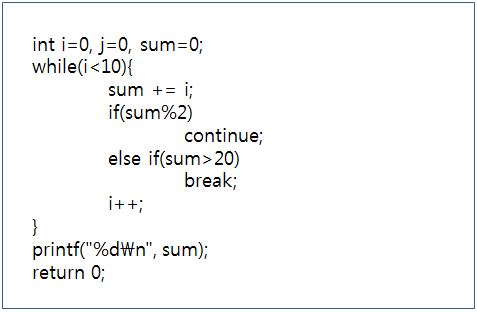 int i=0, j=0, sum=0;
while(i<10){
sum += i;
if(sum%2)
continue;
else if(sum>20)
break;
i++;
}
printf("%d₩n", sum);
return 0;